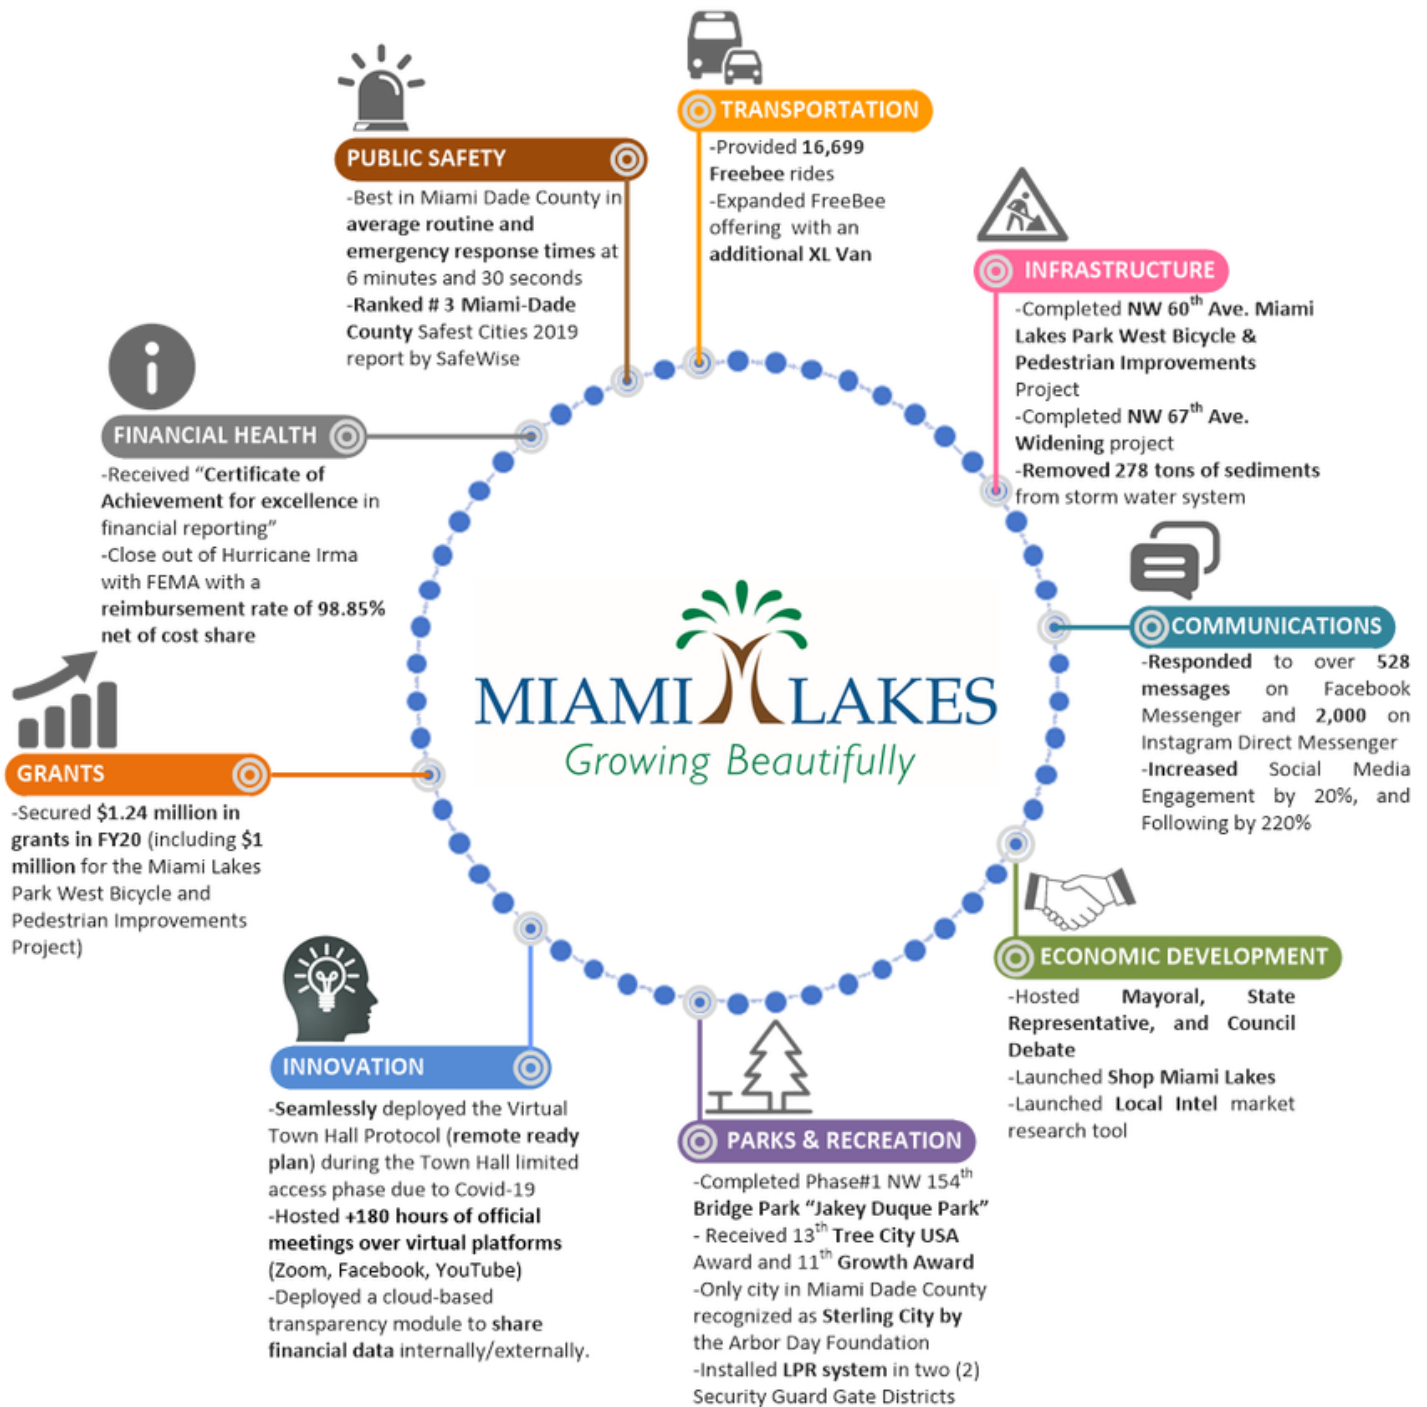 TRANSPORTATION
-Provided 16,699
Freebee rides
-Expanded FreeBee
offering with an
additional XL Van
PUBLIC SAFETY
-Best in Miami Dade County in
average routine and
emergency response times at
6 minutes and 30 seconds
-Ranked # 3 Miami-Dade
County Safest Cities 2019
report by SafeWise
INFRASTRUCTURE
-Completed NW 60th Ave. Miami
Lakes Park West Bicycle &
Pedestrian Improvements
Project
-Completed NW 67th Ave.
Widening project
-Removed 278 tons of sediments
from storm water system
FINANCIAL HEALTH
-Received “Certificate of
Achievement for excellence in
financial reporting”
-Close out of Hurricane Irma
with FEMA with a
reimbursement rate of 98.85%
net of cost share
COMMUNICATIONS
-Responded to over 528
messages on Facebook
Messenger and 2,000 on
Instagram Direct Messenger
-Increased Social Media
Engagement by 20%, and
Following by 220%
MIAMI LAKES
Growing Beautifully
GRANTS
-Secured $1.24 million in
grants in FY20 (including $1
million for the Miami Lakes
Park West Bicycle and
Pedestrian Improvements
Project)
ECONOMIC DEVELOPMENT
-Hosted Mayoral, State
Representative, and Council
Debate
-Launched Shop Miami Lakes
-Launched Local Intel market
research tool
INNOVATION
-Seamlessly deployed the Virtual
Town Hall Protocol (remote ready
plan) during the Town Hall limited
access phase due to Covid-19
-Hosted +180 hours of official
meetings over virtual platforms
(Zoom, Facebook, YouTube)
-Deployed a cloud-based
transparency module to share
financial data internally/externally.
PARKS & RECREATION
-Completed Phase#1 NW 154th
Bridge Park “Jakey Duque Park”
- Received 13th Tree City USA
Award and 11th Growth Award
-Only city in Miami Dade County
recognized as Sterling City by
the Arbor Day Foundation
-Installed LPR system in two (2)
Security Guard Gate Districts